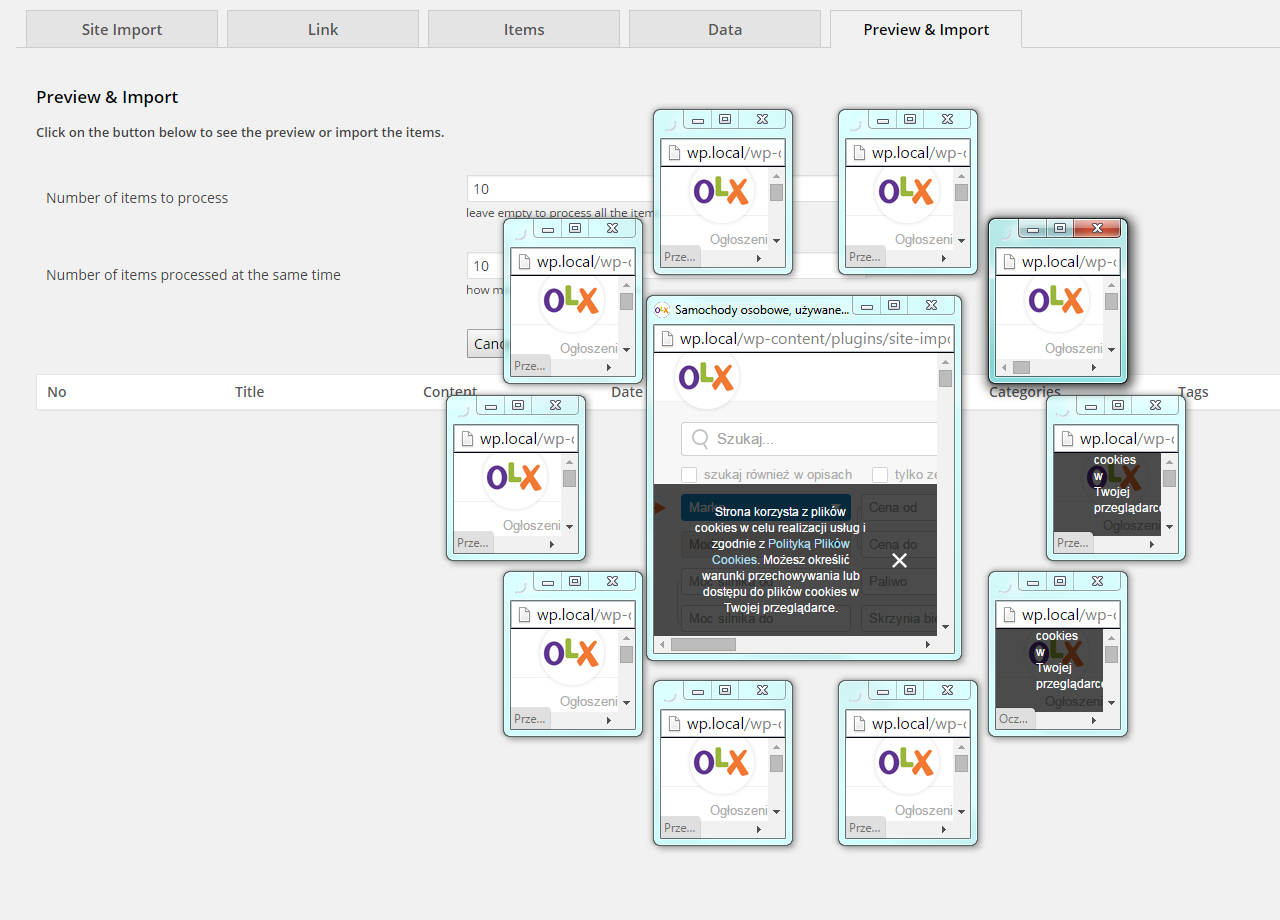 Site Import
Link
Items
Data
Preview & Import
Preview & Import
Click on the button below to see the preview or import the items.
Number of items to process
10
leave empty to process all the item
Number of items processed at the same time
10
how m
Canc
No
Title
Content
Date
Categories
Tags
wp.local/wp-c
OLX
Ogłoszeni
Prze...
wp.local/wp-c
OLX
Ogłoszeni
Prze...
wp.local/wp-c
OLX
Ogłoszeni
Prze...
wp.local/wp-c
OLX
Ogłoszeni
OLX
Samochody osobowe, używane...
wp.local/wp-content/plugins/site-impo
OLX
Szukaj...
szukaj również w opisach
tylko ze
Mark
Cena od
Strona korzysta z plików
cookies w celu realizacji usług i
zgodnie z Polityką Plików
Cookies. Możesz określić
warunki przechowywania lub
dostępu do plików cookies w
Twojej przeglądarce.
Cena do
Moc silnika od
Paliwo
Moc silnika do
Skrzynia bie
wp.local/wp-c
OLX
Ogłoszeni
Prze...
wp.local/wp-c
OLX
cookies
w
Twojej
przeglądarce
Prze...
wp.local/wp-c
OLX
Ogłoszeni
Prze...
wp.local/wp-c
OLX
cookies
w
Twojej
przeglądarce
Ogłoszeni
Ocz...
wp.local/wp-c
OLX
Ogłoszeni
Prze...
wp.local/wp-c
OLX
Ogłoszeni
Prze...